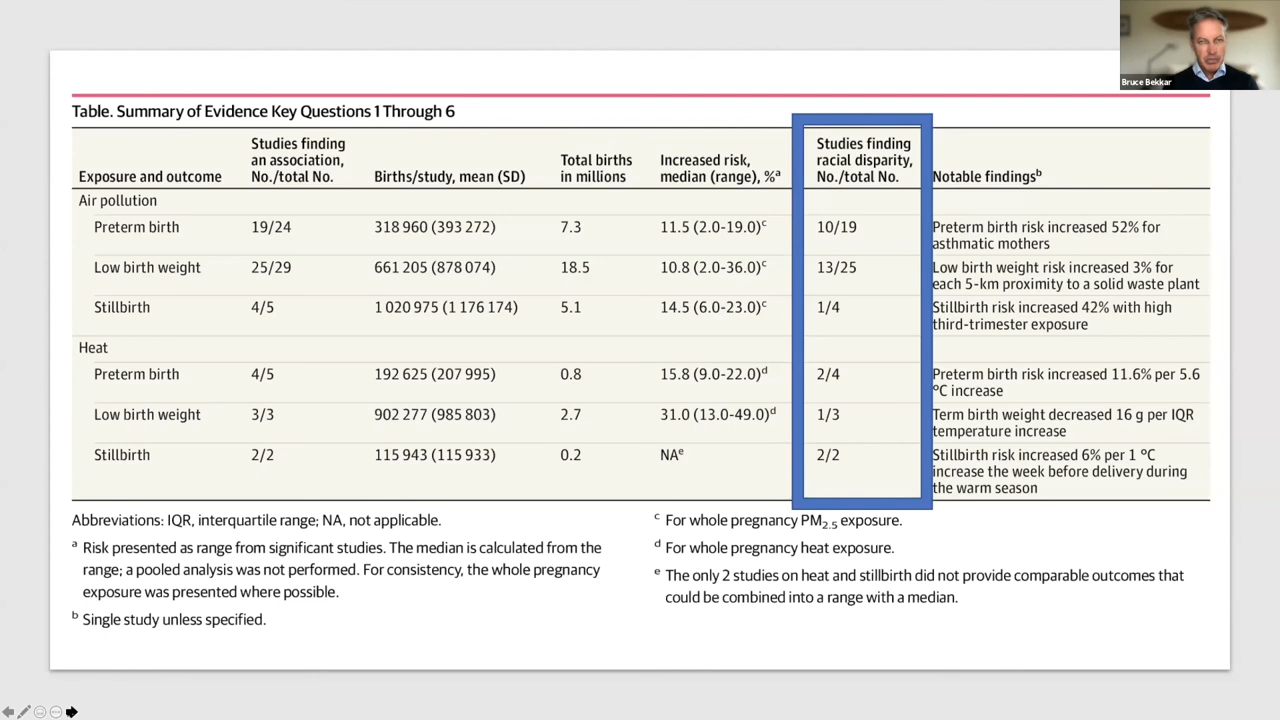 Bruce Bekkar
Table. Summary of Evidence Key Questions 1 Through 6
Exposure and outcome
Studies finding
an association,
No./total No.
Births/study, mean (SD)
Total births
in millions
Increased risk,
median (range), %a
Studies finding
racial disparity,
No./total No.
Notable findingsb
Air pollution
Preterm birth 19/24 318 960 (393 272) 7.3 11.5 (2.0-19.0)c 10/19 Preterm birth risk increased 52% for
asthmatic mothers
Low birth weight 25/29 661 205 (878 074) 18.5 10.8 (2.0-36.0)c 13/25 Low birth weight risk increased 3% for
each 5-km proximity to a solid waste plant
Stillbirth 4/5 1 020 975 (1 176 174) 5.1 14.5 (6.0-23.0)c 1/4 Stillbirth risk increased 42% with high
third-trimester exposure
Heat
Preterm birth 4/5 192 625 (207 995) 0.8 15.8 (9.0-22.0)d 2/4 Preterm birth risk increased 11.6% per 5.6
°C increase
Low birth weight 3/3 902 277 (985 803) 2.7 31.0 (13.0-49.0)d 1/3 Term birth weight decreased 16 g per IQR
temperature increase
Stillbirth 2/2 115 943 (115 933) 0.2 NAe 2/2 Stillbirth risk increased 6% per 1 °C
increase the week before delivery during
the warm season
Abbreviations: IQR, interquartile range; NA, not applicable.
a Risk presented as range from significant studies. The median is calculated from the
range; a pooled analysis was not performed. For consistency, the whole pregnancy
exposure was presented where possible.
b Single study unless specified.
c For whole pregnancy PM2.5 exposure.
d For whole pregnancy heat exposure.
e The only 2 studies on heat and stillbirth did not provide comparable outcomes that
could be combined into a range with a median.